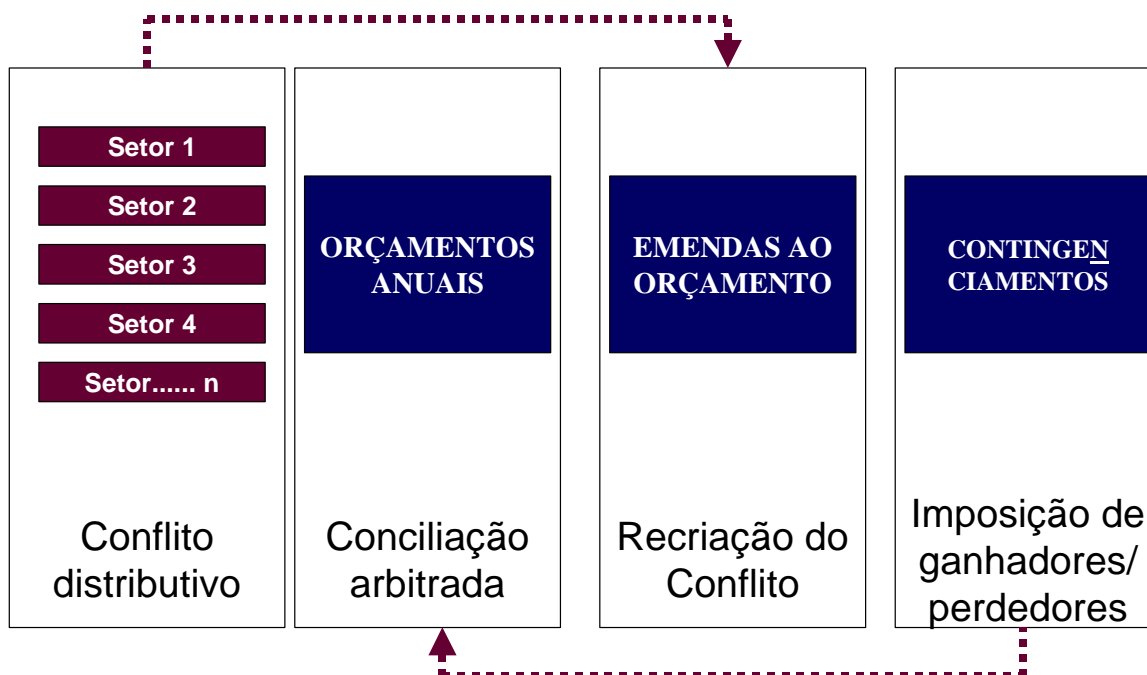 Setor 1
Setor 2
Setor 3
Setor 4
Setor...... n
Conflito
distributivo
ORÇAMENTOS
ANUAIS
Conciliação
arbitrada
EMENDAS AO
ORÇAMENTO
Recriação do
Conflito
CONTINGEN
CIAMENTOS
Imposição de
ganhadores/
perdedores